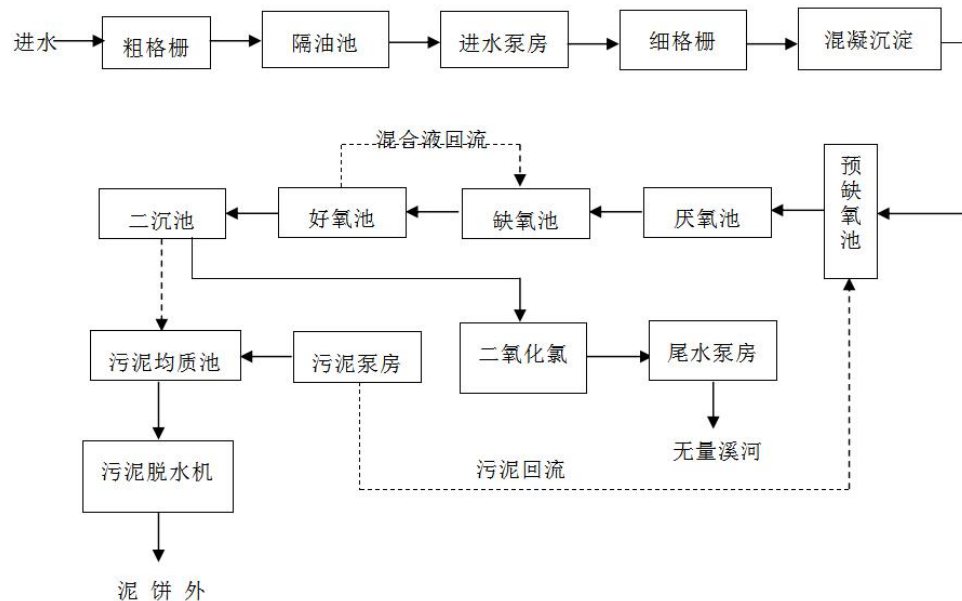 进水
粗格栅
隔油池
进水泵房
细格栅
混凝沉淀
混合液回流
预缺氧池
二沉池
好氧池
缺氧池
厌氧池
污泥均质池
污泥泵房
二氧化氯
尾水泵房
污泥脱水机
污泥回流
无量溪河
泥饼外